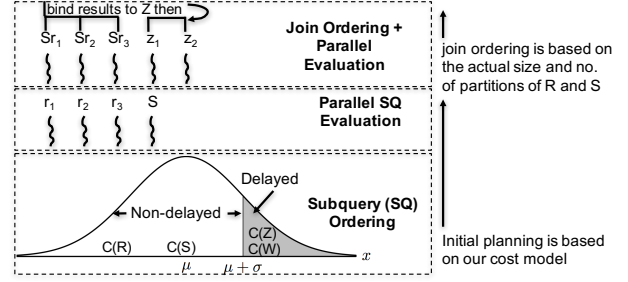 bind results to Z then
Sr₁ Sr₂ Sr₃ z₁ z₂
Join Ordering +
Parallel
Evaluation
r₁ r₂ r₃ S
Parallel SQ
Evaluation
Delayed
Non-delayed
Subquery (SQ)
Ordering
C(R) C(S) C(Z)
C(W)
x
μ μ + σ
join ordering is based on
the actual size and no.
of partitions of R and S
Initial planning is based
on our cost model